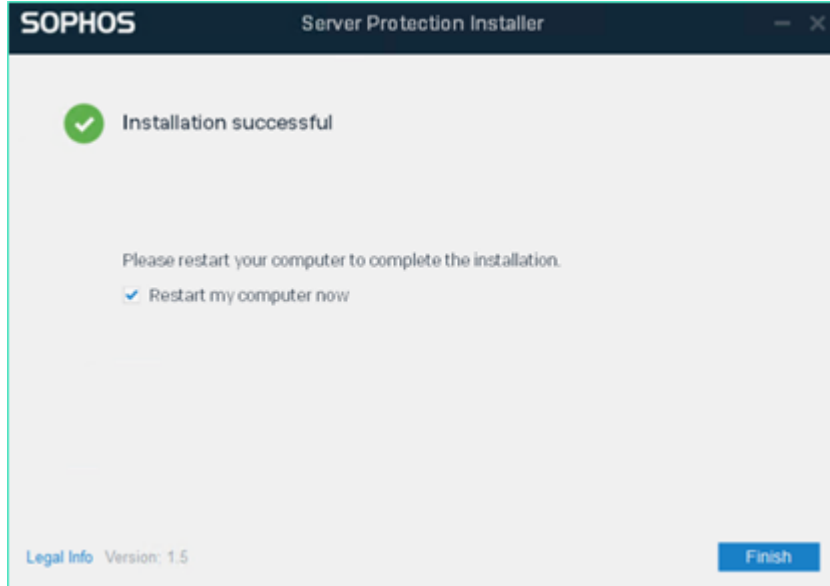 SOPHOS Server Protection Installer
Installation successful
Please restart your computer to complete the installation.
Restart my computer now
Legal Info Version: 1.5 Finish